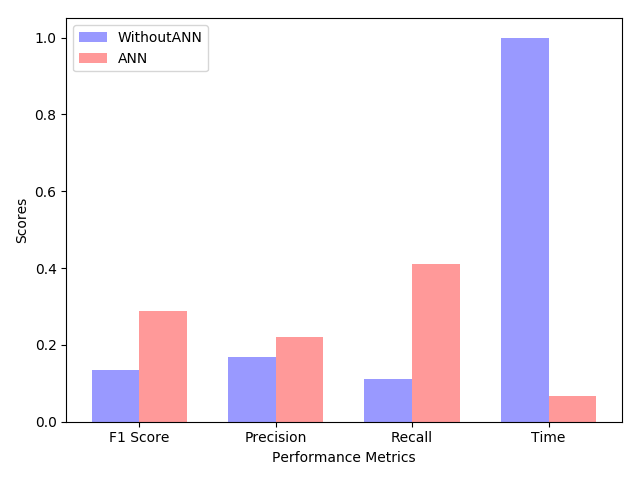 WithoutANN
ANN
1.0
0.8
0.6
0.4
0.2
0.0
Scores
F1 Score Precision Recall Time
Performance Metrics